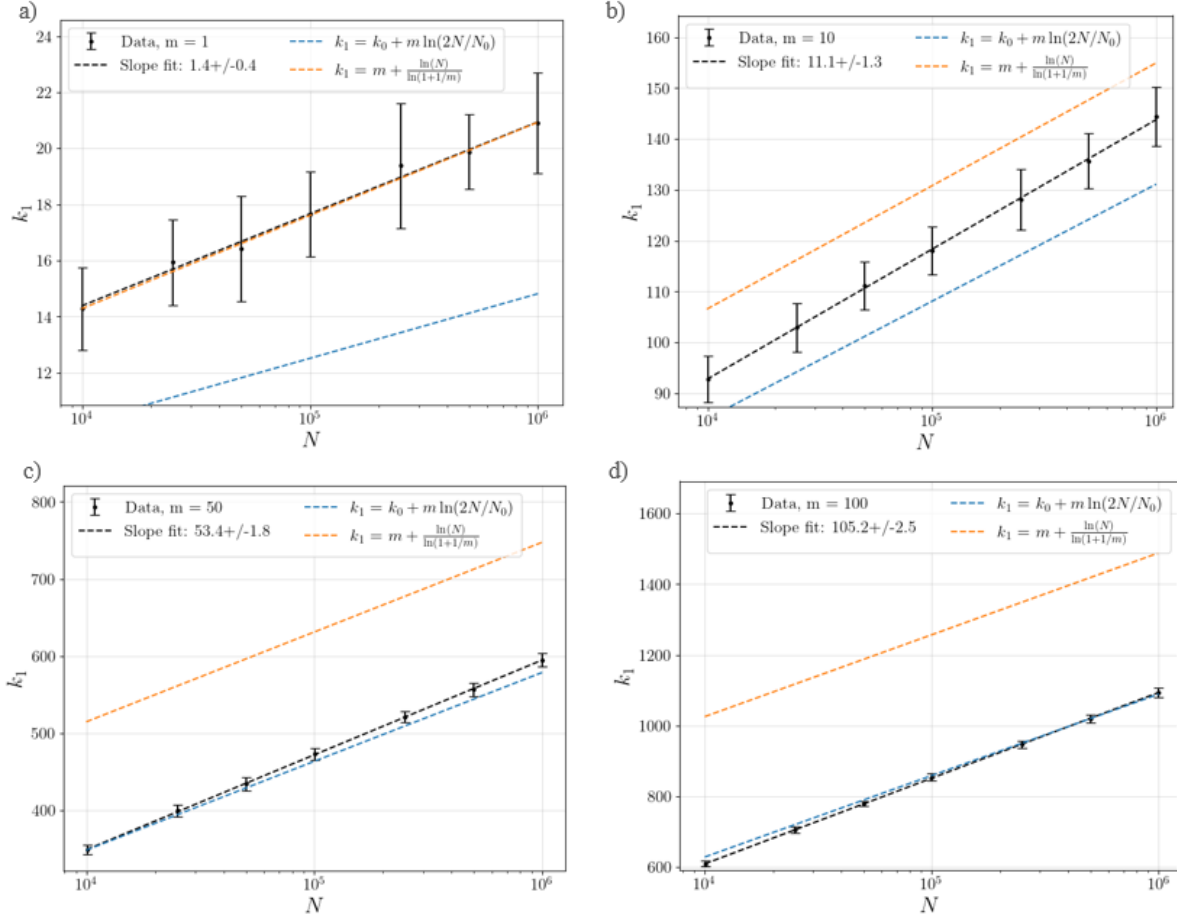 a)
Data, m = 1
Slope fit: 1.4+/-0.4
k₁ = k₀ + m ln(2N/N₀)
k₁ = m + ln(N)/ln(1+1/m)
24
22
20
18
16
14
12
k₁
10⁴
10⁵
10⁶
N
b)
Data, m = 10
Slope fit: 11.1+/-1.3
k₁ = k₀ + m ln(2N/N₀)
k₁ = m + ln(N)/ln(1+1/m)
160
150
140
130
120
110
100
90
k₁
10⁴
10⁵
10⁶
N
c)
Data, m = 50
Slope fit: 53.4+/-1.8
k₁ = k₀ + m ln(2N/N₀)
k₁ = m + ln(N)/ln(1+1/m)
800
700
600
500
400
k₁
10⁴
10⁵
10⁶
N
d)
Data, m = 100
Slope fit: 105.2+/-2.5
k₁ = k₀ + m ln(2N/N₀)
k₁ = m + ln(N)/ln(1+1/m)
1600
1400
1200
1000
800
600
k₁
10⁴
10⁵
10⁶
N